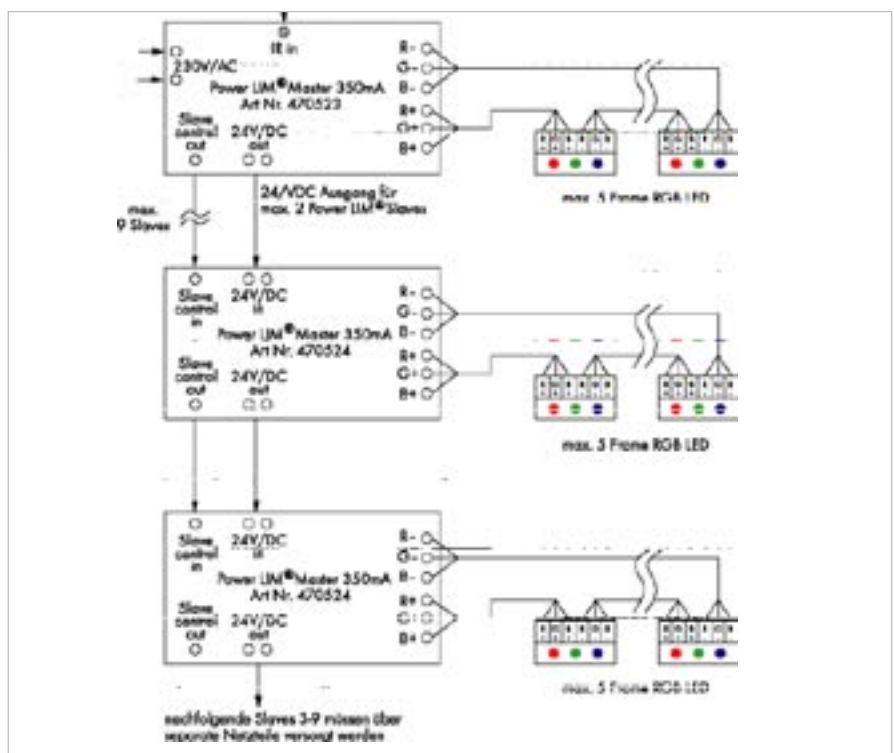 IR in
230V/AC
Power LIM®Master 350mA
Art Nr. 470523
Slave
control
out
24V/DC
out
R-
G-
B-
R+
G+
B+
max. 5 Frame RGB LED
max.
9 Slaves
24/VDC Ausgang für
max. 2 Power LIM®Slaves
Slave
control
in
24V/DC
in
Power LIM®Master 350mA
Art Nr. 470524
Slave
control
out
24V/DC
out
R-
G-
B-
R+
G+
B+
max. 5 Frame RGB LED
Slave
control
in
24V/DC
in
Power LIM®Master 350mA
Art Nr. 470524
Slave
control
out
24V/DC
out
R-
G-
B-
R+
G+
B+
max. 5 Frame RGB LED
nachfolgende Slaves 3-9 müssen über
separate Netzteile versorgt werden